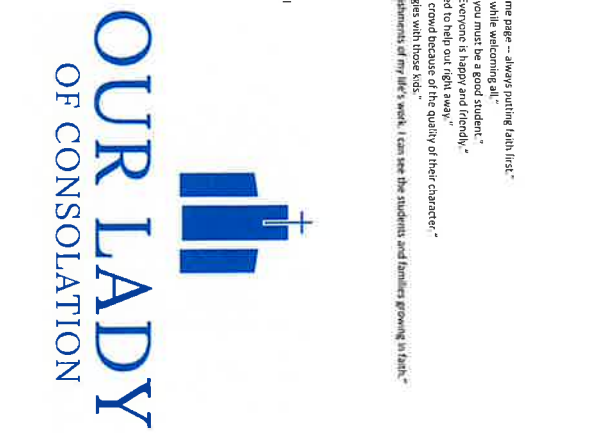 me page -- always putting faith first."
while welcoming all."
you must be a good student."
Everyone is happy and friendly."
ed to help out right away."
crowd because of the quality of their character."
gies with those kids."
shments of my life's work. I can see the students and families growing in faith."
OUR LADY
OF CONSOLATION